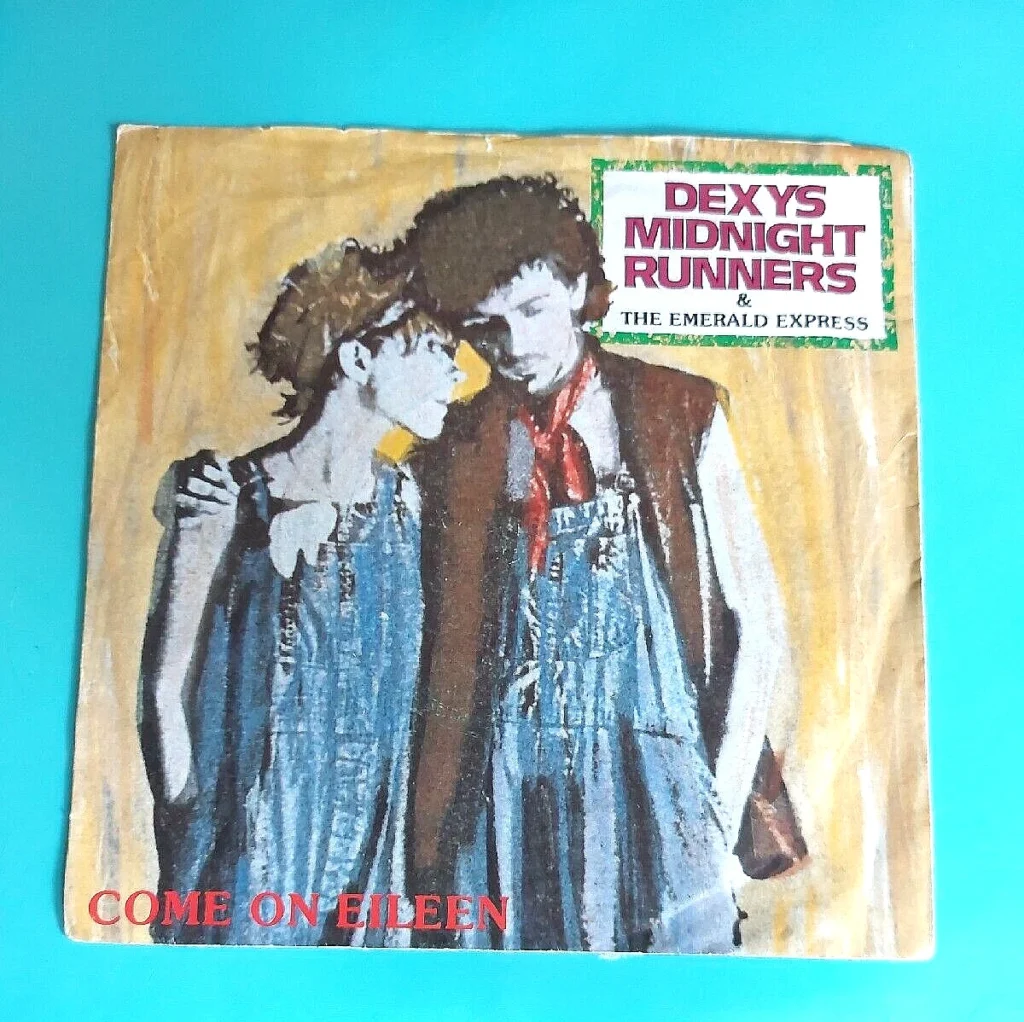 DEXYS
MIDNIGHT
RUNNERS
&
THE EMERALD EXPRESS
COME ON EILEEN